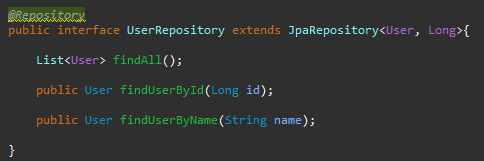 @Repository
public interface UserRepository extends JpaRepository<User, Long>{
List<User> findAll();
public User findUserById(Long id);
public User findUserByName(String name);
}